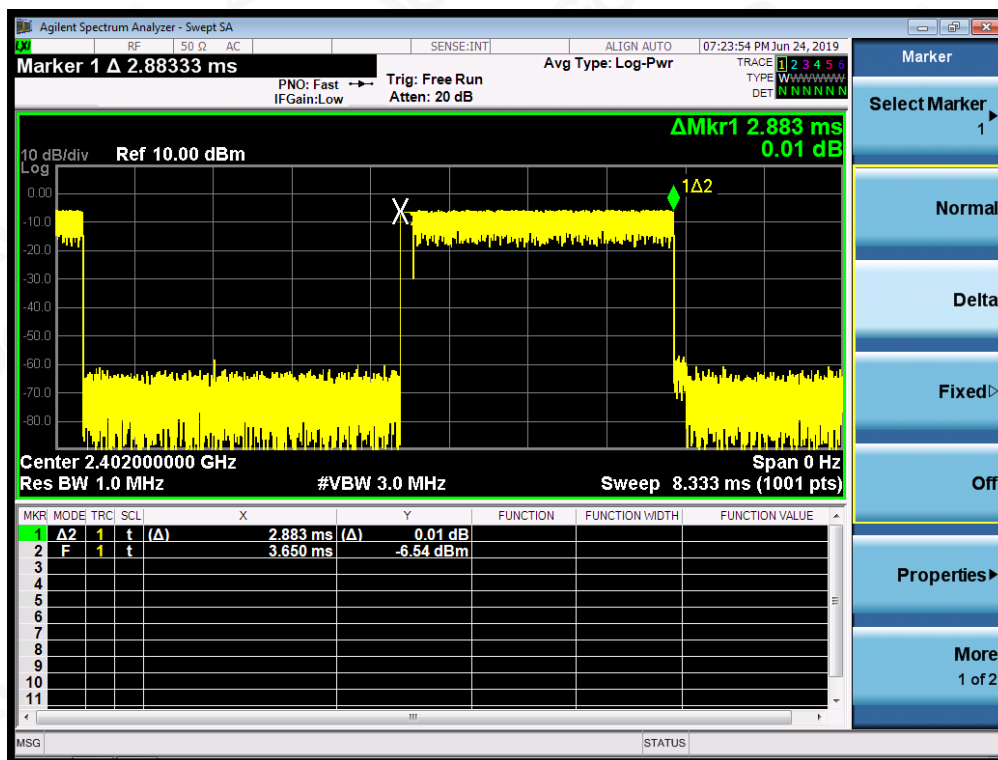 Agilent Spectrum Analyzer - Swept SA
LXI RF 50 Ω AC SENSE:INT ALIGN AUTO 07:23:54 PM Jun 24, 2019
Marker 1 Δ 2.88333 ms
PNO: Fast
IFGain:Low
Trig: Free Run
Atten: 20 dB
Avg Type: Log-Pwr
TRACE 1 2 3 4 5 6
TYPE WWWWWW
DET N N N N N N
ΔMkr1 2.883 ms
0.01 dB
10 dB/div Ref 10.00 dBm
Log
0.00
-10.0
-20.0
-30.0
-40.0
-50.0
-60.0
-70.0
-80.0
X
1Δ2
Center 2.402000000 GHz Span 0 Hz
Res BW 1.0 MHz #VBW 3.0 MHz Sweep 8.333 ms (1001 pts)
MKR MODE TRC SCL X Y FUNCTION FUNCTION WIDTH FUNCTION VALUE
1 Δ2 1 t (Δ) 2.883 ms (Δ) 0.01 dB
2 F 1 t 3.650 ms -6.54 dBm
3
4
5
6
7
8
9
10
11
MSG STATUS
Marker
Select Marker
1
Normal
Delta
Fixed
Off
Properties
More
1 of 2